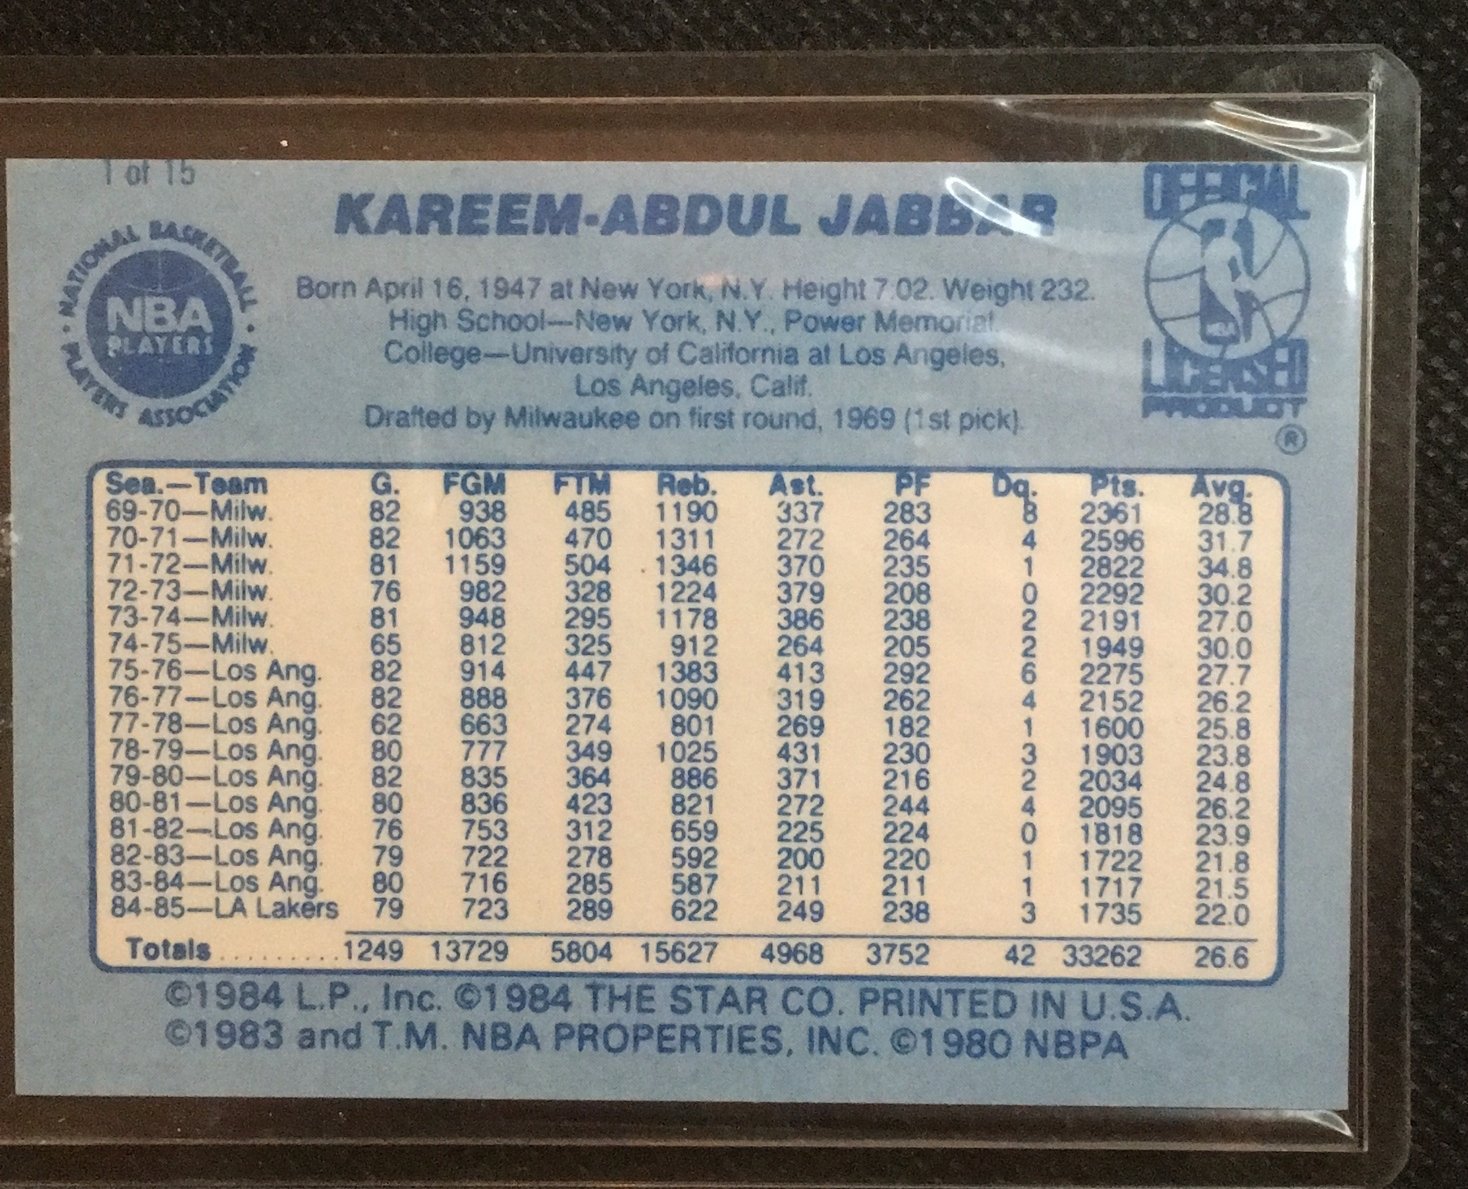 1 of 15
KAREEM-ABDUL JABBAR
NATIONAL BASKETBALL
NBA
PLAYERS
PLAYERS ASSOCIATION
OFFICIAL
NBA
LICENSED
PRODUCT
®
Born April 16, 1947 at New York, N.Y. Height 7.02. Weight 232.
High School—New York, N.Y., Power Memorial.
College—University of California at Los Angeles,
Los Angeles, Calif.
Drafted by Milwaukee on first round, 1969 (1st pick).
Sea.—Team G. FGM FTM Reb. Ast. PF Dq. Pts. Avg.
69-70—Milw. 82 938 485 1190 337 283 8 2361 28.8
70-71—Milw. 82 1063 470 1311 272 264 4 2596 31.7
71-72—Milw. 81 1159 504 1346 370 235 1 2822 34.8
72-73—Milw. 76 982 328 1224 379 208 0 2292 30.2
73-74—Milw. 81 948 295 1178 386 238 2 2191 27.0
74-75—Milw. 65 812 325 912 264 205 2 1949 30.0
75-76—Los Ang. 82 914 447 1383 413 292 6 2275 27.7
76-77—Los Ang. 82 888 376 1090 319 262 4 2152 26.2
77-78—Los Ang. 62 663 274 801 269 182 1 1600 25.8
78-79—Los Ang. 80 777 349 1025 431 230 3 1903 23.8
79-80—Los Ang. 82 835 364 886 371 216 2 2034 24.8
80-81—Los Ang. 80 836 423 821 272 244 4 2095 26.2
81-82—Los Ang. 76 753 312 659 225 224 0 1818 23.9
82-83—Los Ang. 79 722 278 592 200 220 1 1722 21.8
83-84—Los Ang. 80 716 285 587 211 211 1 1717 21.5
84-85—LA Lakers 79 723 289 622 249 238 3 1735 22.0
Totals ......... 1249 13729 5804 15627 4968 3752 42 33262 26.6
©1984 L.P., Inc. ©1984 THE STAR CO. PRINTED IN U.S.A.
©1983 and T.M. NBA PROPERTIES, INC. ©1980 NBPA